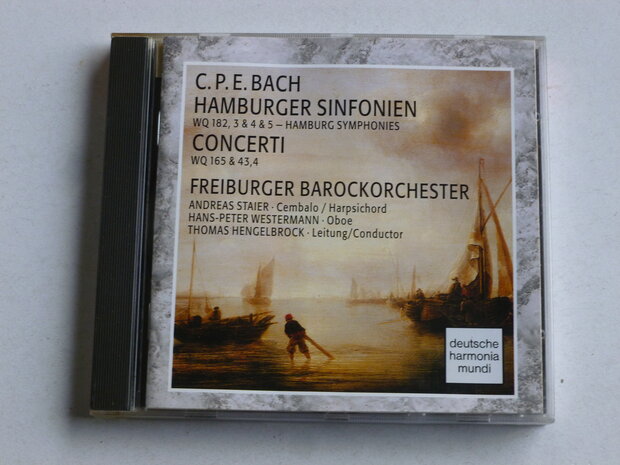 C.P.E. BACH
HAMBURGER SINFONIEN
WQ 182, 3 & 4 & 5 – HAMBURG SYMPHONIES
CONCERTI
WQ 165 & 43,4
FREIBURGER BAROCKORCHESTER
ANDREAS STAIER · Cembalo / Harpsichord
HANS-PETER WESTERMANN · Oboe
THOMAS HENGELBROCK · Leitung/Conductor
deutsche
harmonia
mundi